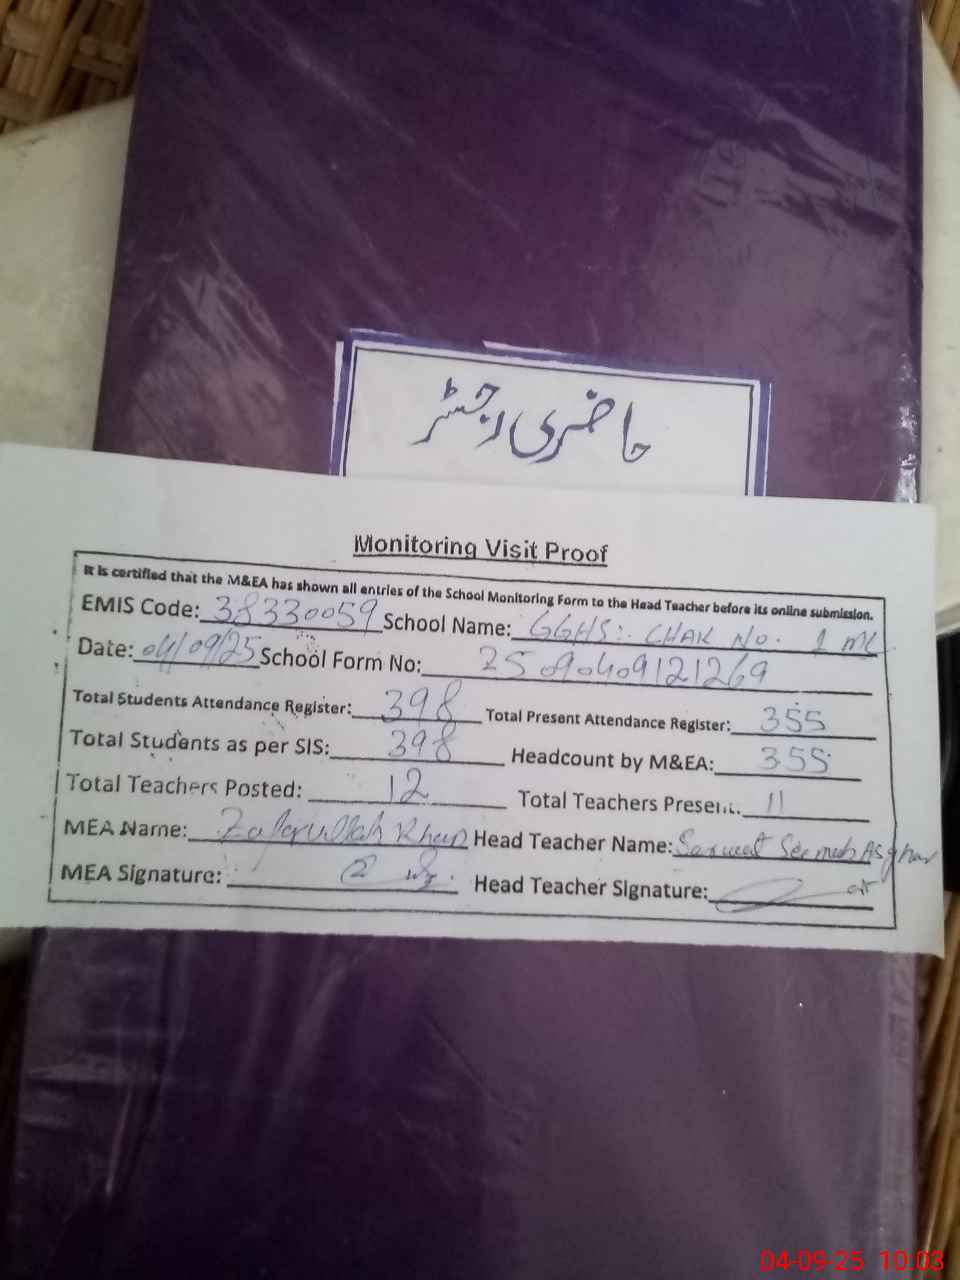 حاضری رجسٹر
Monitoring Visit Proof
It is certified that the M&EA has shown all entries of the School Monitoring Form to the Head Teacher before its online submission.
EMIS Code: 38330059 School Name: GGHS: CHAK No. 1 ML
Date: 04/09/25 School Form No: 25090409121269
Total Students Attendance Register: 398 Total Present Attendance Register: 355
Total Students as per SIS: 398 Headcount by M&EA: 355
Total Teachers Posted: 12 Total Teachers Present. 11
MEA Name: Zafarullah Khan Head Teacher Name: Asghar
MEA Signature: Head Teacher Signature:
04-09-25 10.03